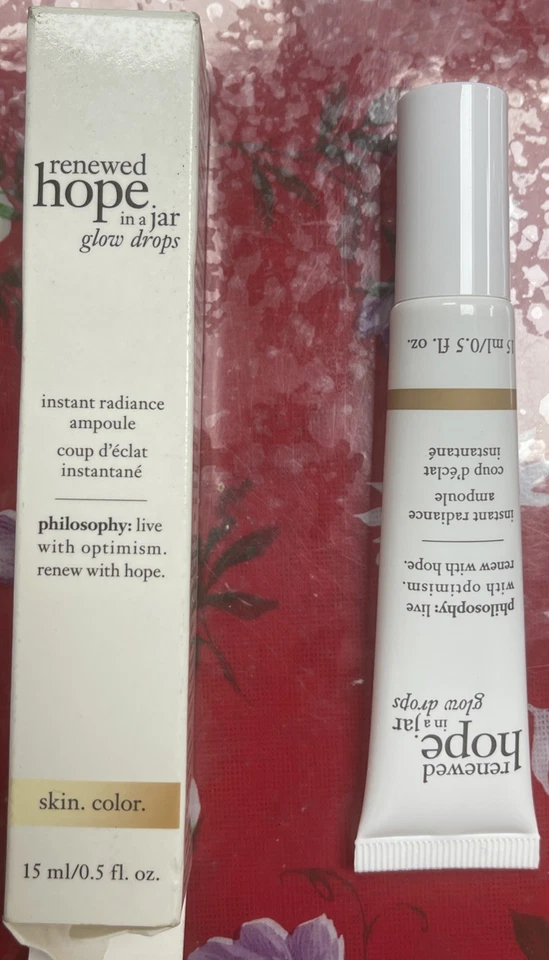 renewed
hope.
in a jar
glow drops
instant radiance
ampoule
coup d'éclat
instantané
philosophy: live
with optimism.
renew with hope.
skin. color.
15 ml/0.5 fl. oz.
renewed
hope.
in a jar
glow drops
philosophy: live
with optimism.
renew with hope.
instant radiance
ampoule
coup d'éclat
instantané
15 ml/0.5 fl. oz.